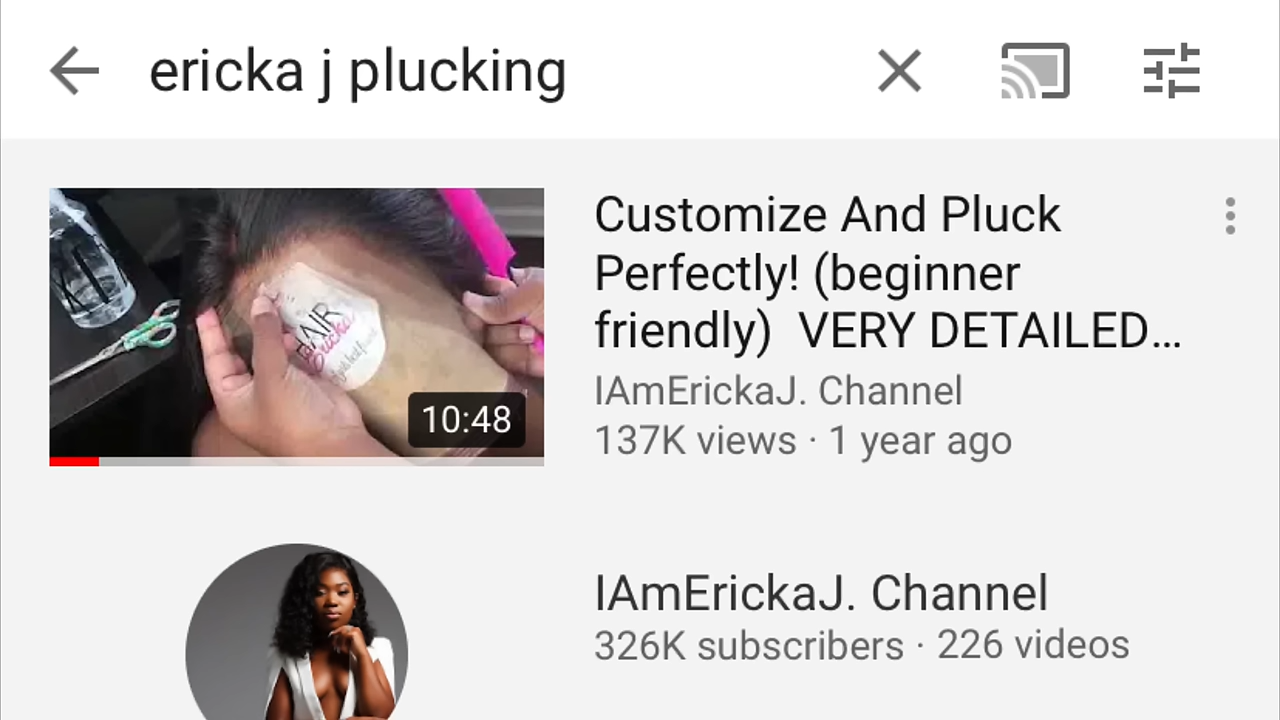 ericka j plucking
Customize And Pluck
Perfectly! (beginner
friendly) VERY DETAILED...
HAIR
10:48
IAmErickaJ. Channel
137K views · 1 year ago
IAmErickaJ. Channel
326K subscribers · 226 videos